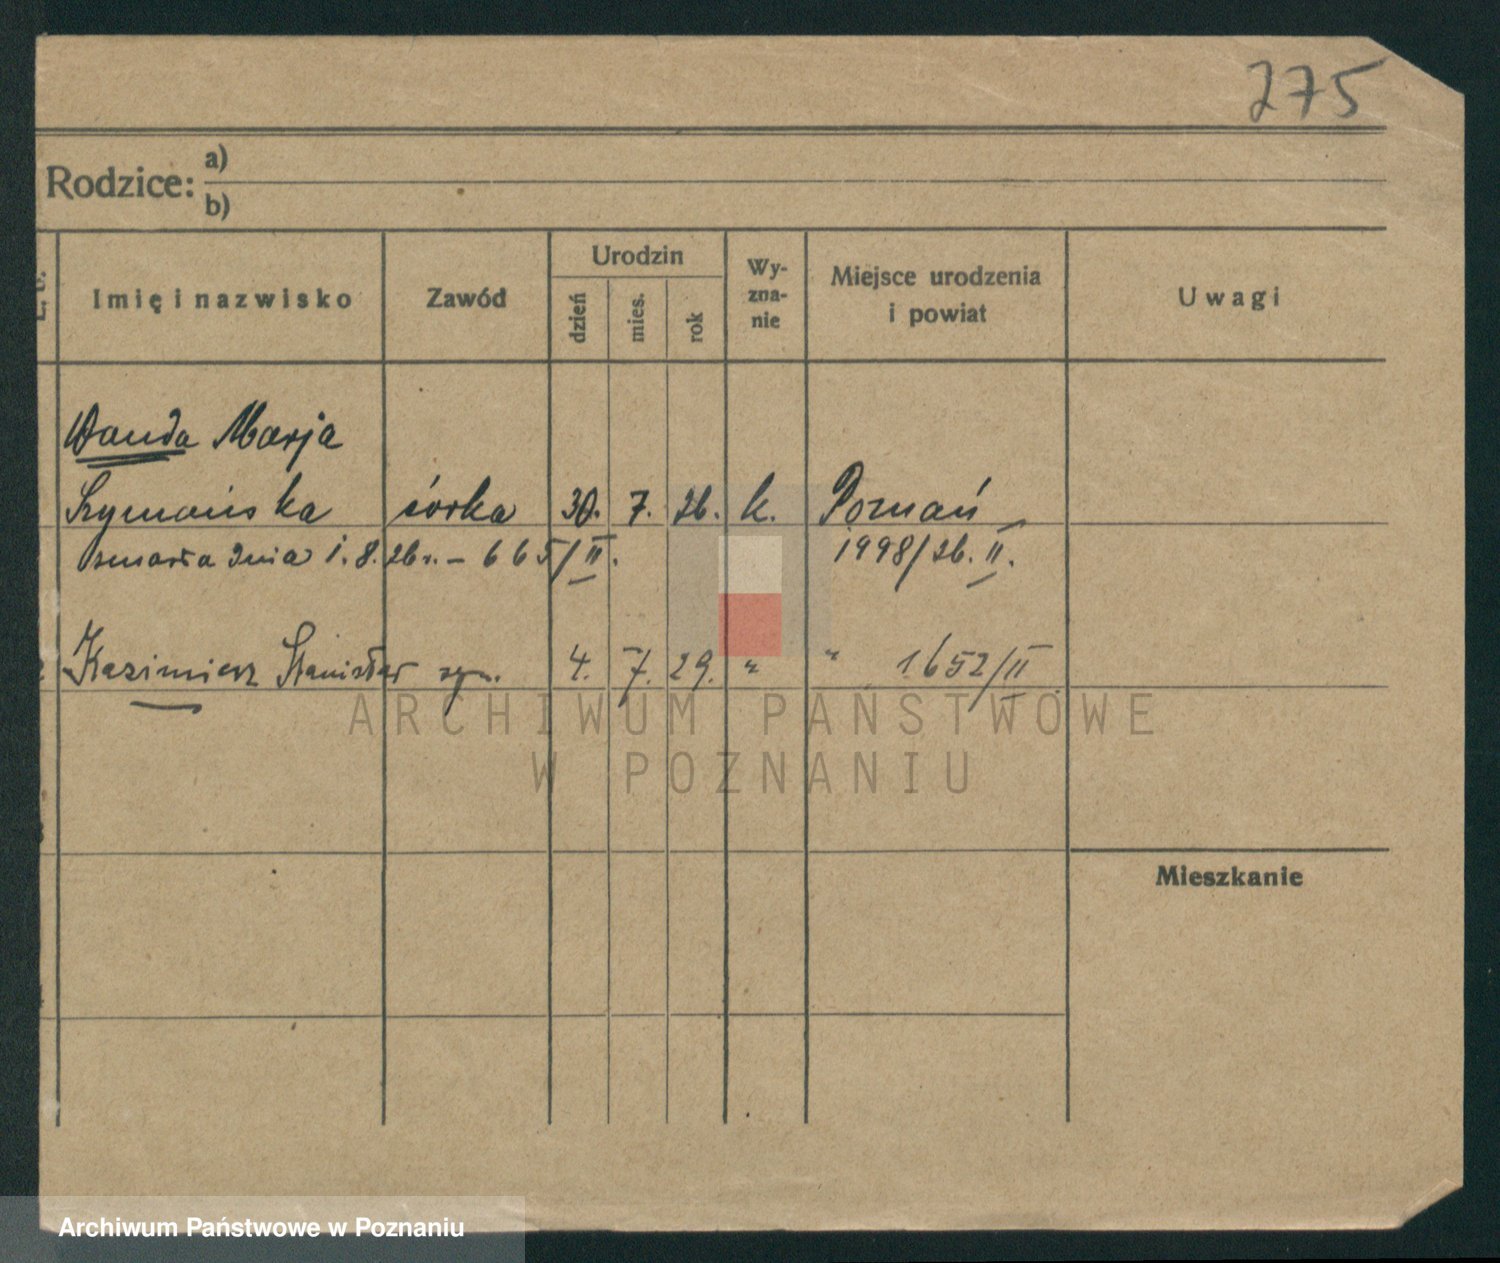 275
Rodzice: a)
b)
L. b.
Imię i nazwisko
Zawód
Urodzin
dzień
mies.
rok
Wy-
zna-
nie
Miejsce urodzenia
i powiat
Uwagi
Wanda Marja
Szymańska córka 30. 7. 26. k. Poznań
zmarła dnia 1.8.26r. – 665/II. 1998/26. II.
Kazimierz Stanisław syn. 4. 7. 29. " " 1652/II
ARCHIWUM PAŃSTWOWE
W POZNANIU
Mieszkanie
Archiwum Państwowe w Poznaniu